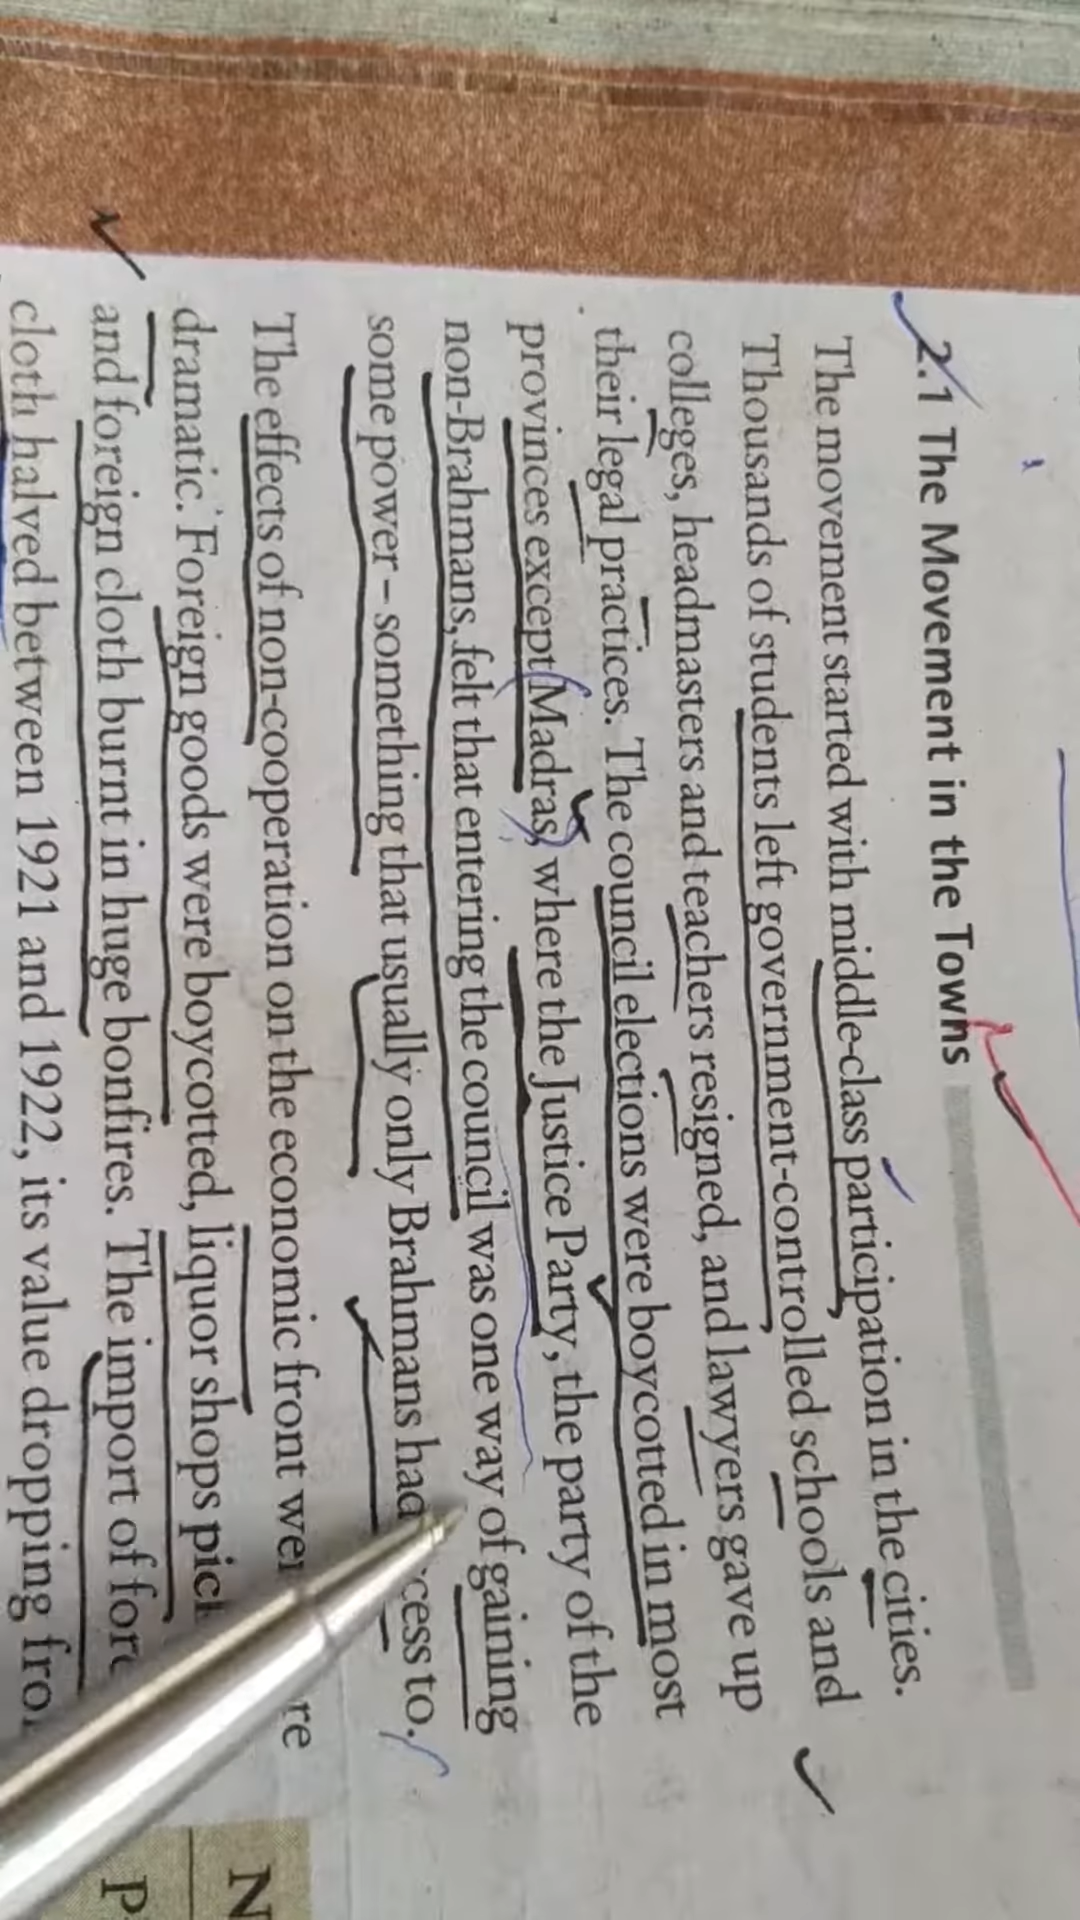 2.1 The Movement in the Towns
The movement started with middle-class participation in the cities.
Thousands of students left government-controlled schools and
colleges, headmasters and teachers resigned, and lawyers gave up
their legal practices. The council elections were boycotted in most
provinces except Madras, where the Justice Party, the party of the
non-Brahmans, felt that entering the council was one way of gaining
some power – something that usually only Brahmans had to.
The effects of non-cooperation on the economic front
dramatic. Foreign goods were boycotted, liquor shops
and foreign cloth burnt in huge bonfires. The import of
cloth halved between 1921 and 1922, its value dropping